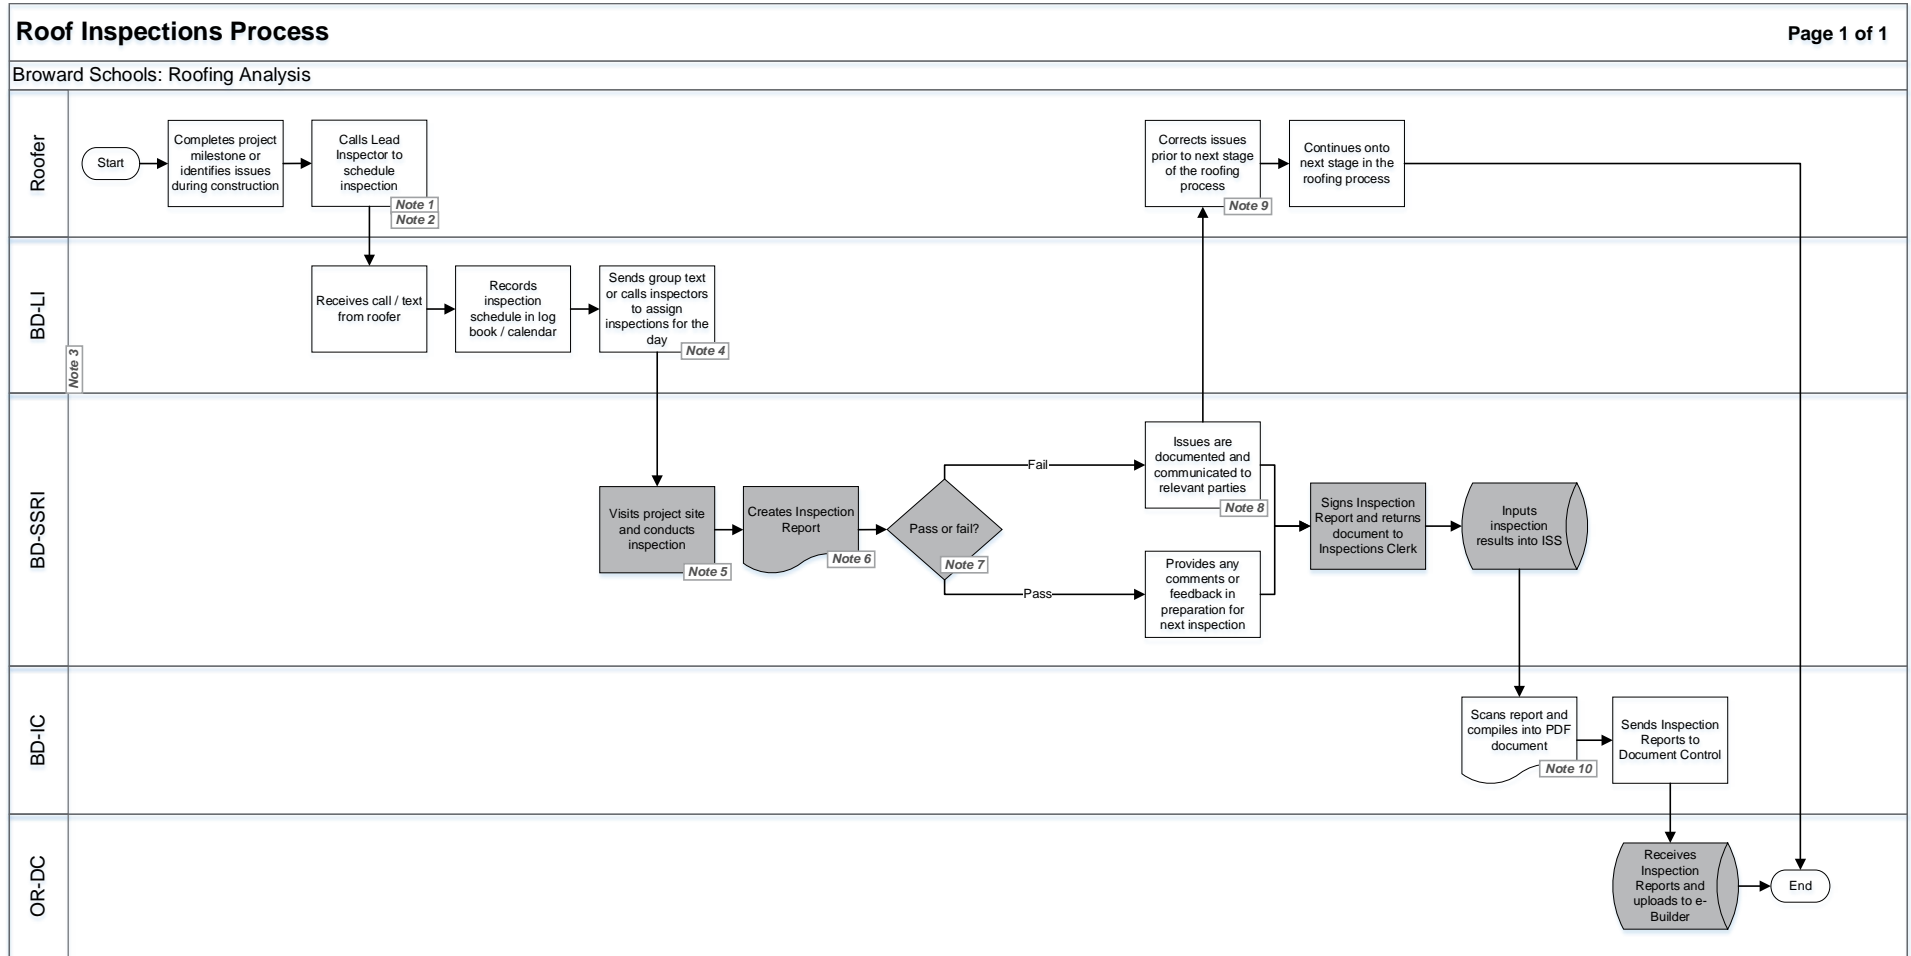 Roof Inspections Process
Page 1 of 1
Broward Schools: Roofing Analysis
Roofer
Start
Completes project
milestone or
identifies issues
during construction
Calls Lead
Inspector to
schedule
inspection
Note 1
Note 2
Corrects issues
prior to next stage
of the roofing
process
Note 9
Continues onto
next stage in the
roofing process
BD-LI
Note 3
Receives call / text
from roofer
Records
inspection
schedule in log
book / calendar
Sends group text
or calls inspectors
to assign
inspections for the
day
Note 4
BD-SSRI
Visits project site
and conducts
inspection
Note 5
Creates Inspection
Report
Note 6
Pass or fail?
Note 7
Fail
Pass
Issues are
documented and
communicated to
relevant parties
Note 8
Provides any
comments or
feedback in
preparation for
next inspection
Signs Inspection
Report and returns
document to
Inspections Clerk
Inputs
inspection
results into ISS
BD-IC
Scans report and
compiles into PDF
document
Note 10
Sends Inspection
Reports to
Document Control
OR-DC
Receives
Inspection
Reports and
uploads to e-
Builder
End